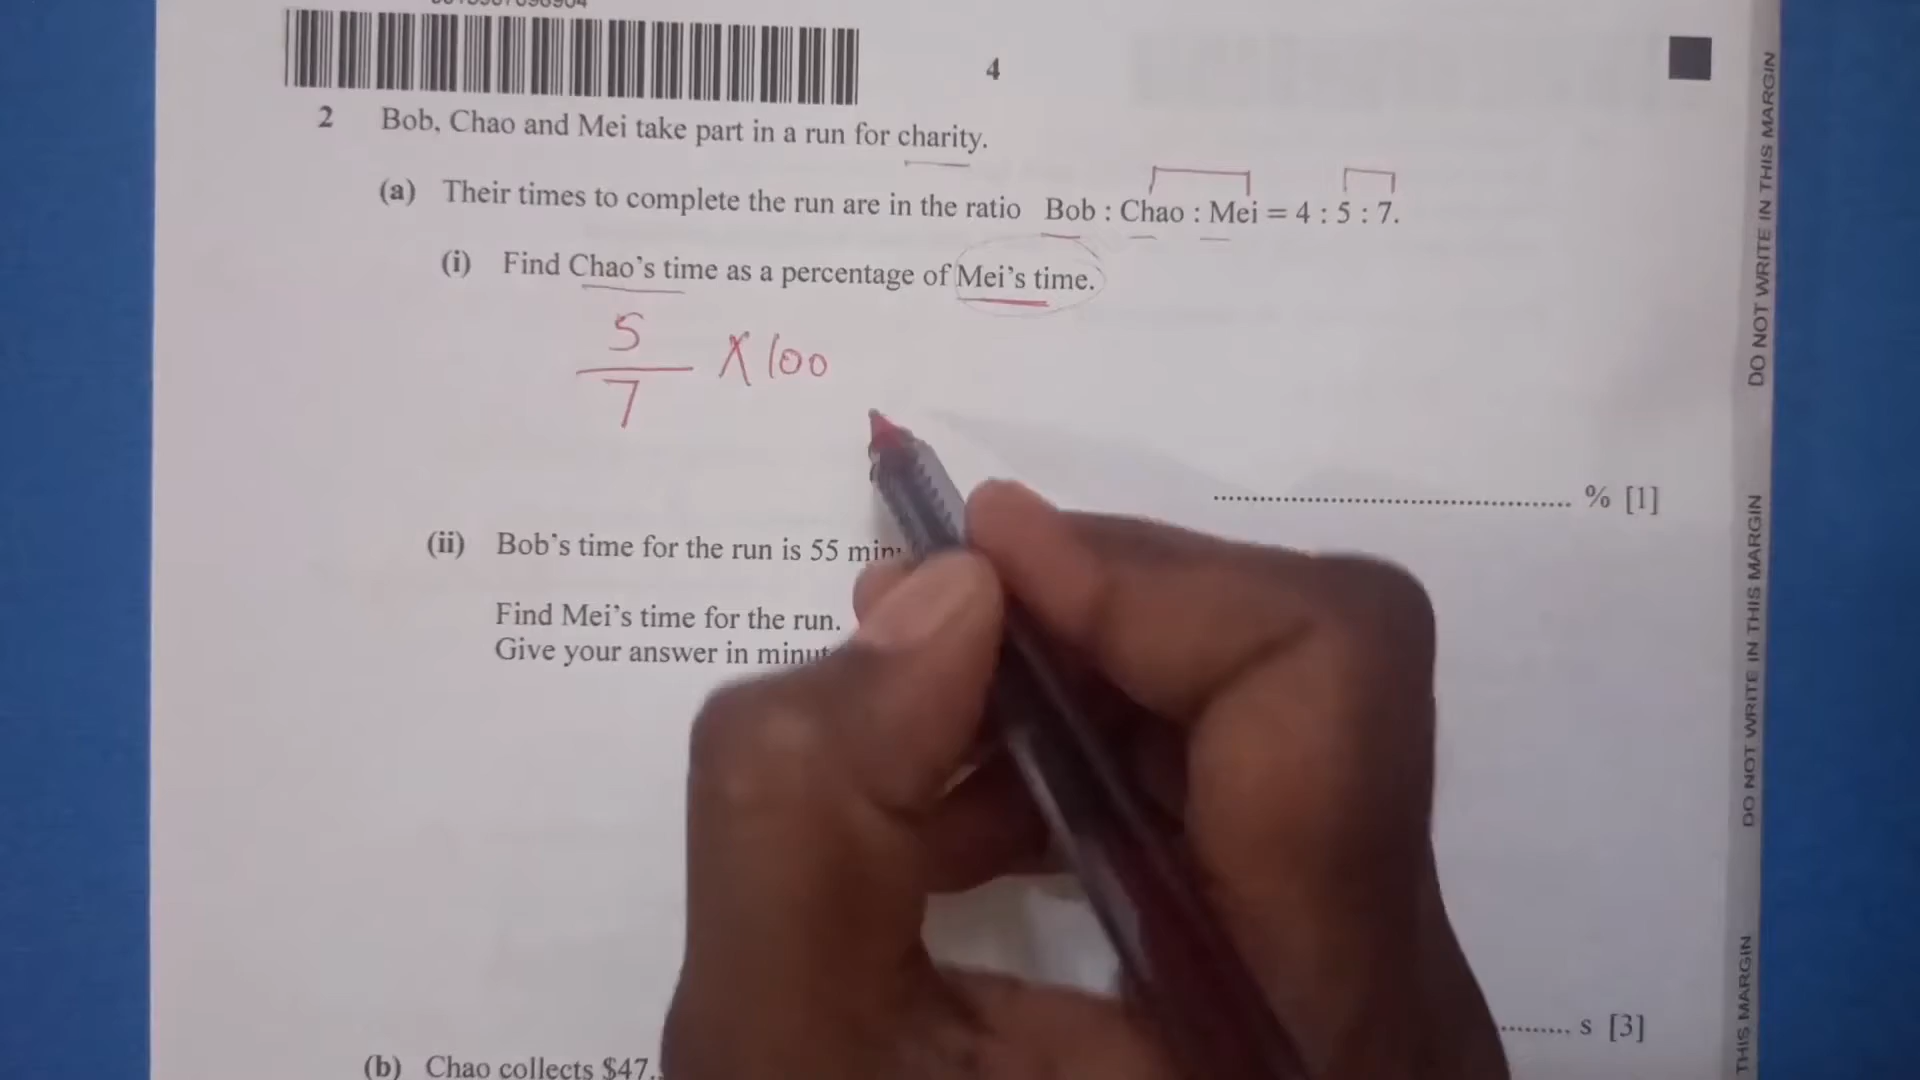 4
2 Bob, Chao and Mei take part in a run for charity.
(a) Their times to complete the run are in the ratio Bob : Chao : Mei = 4 : 5 : 7.
(i) Find Chao's time as a percentage of Mei's time.
5
7
X 100
% [1]
(ii) Bob's time for the run is 55
Find Mei's time for the run.
Give your answer in
s [3]
(b) Chao collects $47.
DO NOT WRITE IN THIS MARGIN
DO NOT WRITE IN THIS MARGIN
THIS MARGIN